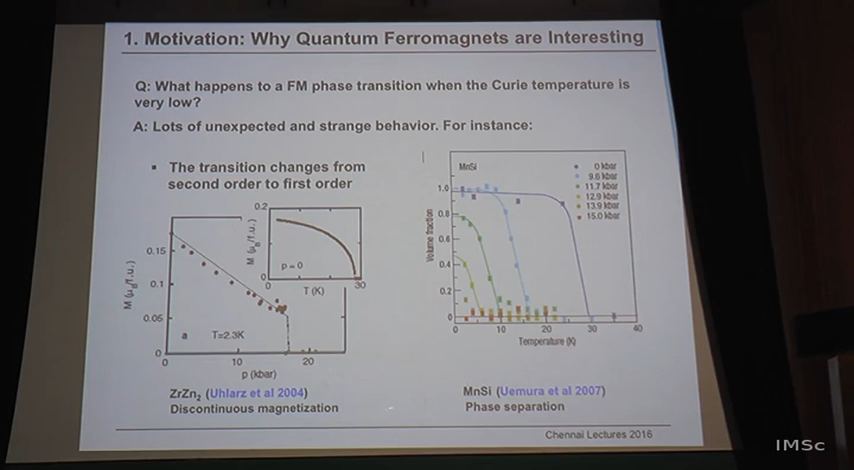 1. Motivation: Why Quantum Ferromagnets are Interesting
Q: What happens to a FM phase transition when the Curie temperature is
very low?
A: Lots of unexpected and strange behavior. For instance:
▪ The transition changes from
second order to first order
0.2
M (μB/f.u.)
0
p = 0
0
30
T (K)
M (μB/f.u.)
0.15
0.1
0.05
0
a
T=2.3K
0
10
20
p (kbar)
ZrZn₂ (Uhlarz et al 2004)
Discontinuous magnetization
MnSi
0 kbar
9.6 kbar
11.7 kbar
12.9 kbar
13.9 kbar
15.0 kbar
Volume fraction
1.0
0.8
0.6
0.4
0.2
0
0
10
20
30
40
Temperature (K)
MnSi (Uemura et al 2007)
Phase separation
Chennai Lectures 2016
IMSc